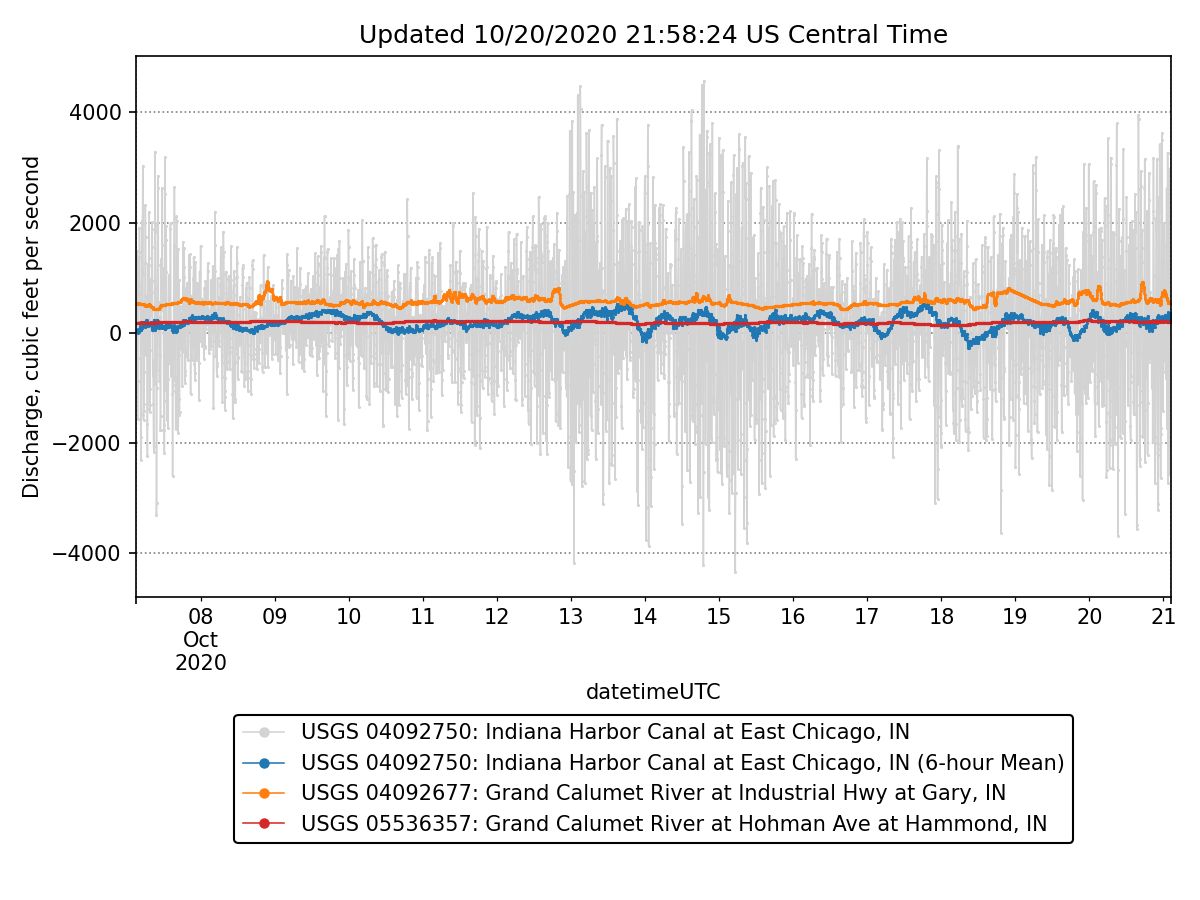 Updated 10/20/2020 21:58:24 US Central Time
Discharge, cubic feet per second
4000
2000
0
−2000
−4000
08 09 10 11 12 13 14 15 16 17 18 19 20 21
Oct
2020
datetimeUTC
USGS 04092750: Indiana Harbor Canal at East Chicago, IN
USGS 04092750: Indiana Harbor Canal at East Chicago, IN (6-hour Mean)
USGS 04092677: Grand Calumet River at Industrial Hwy at Gary, IN
USGS 05536357: Grand Calumet River at Hohman Ave at Hammond, IN